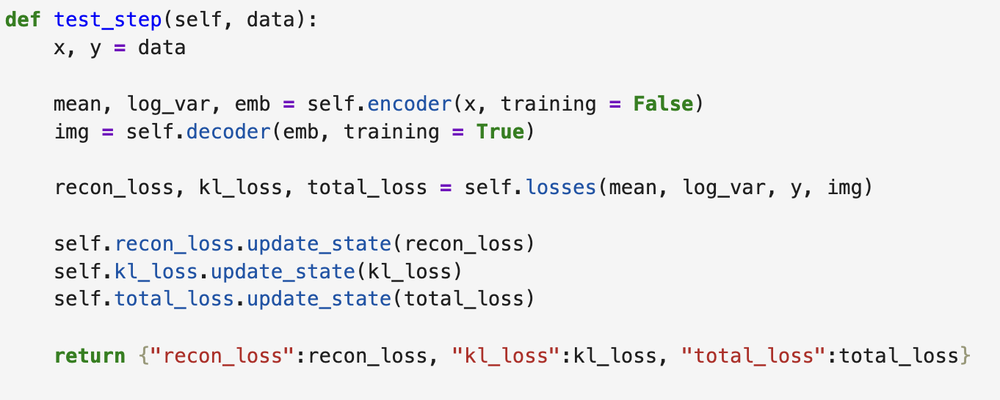 def test_step(self, data):
    x, y = data

    mean, log_var, emb = self.encoder(x, training = False)
    img = self.decoder(emb, training = True)

    recon_loss, kl_loss, total_loss = self.losses(mean, log_var, y, img)

    self.recon_loss.update_state(recon_loss)
    self.kl_loss.update_state(kl_loss)
    self.total_loss.update_state(total_loss)

    return {"recon_loss":recon_loss, "kl_loss":kl_loss, "total_loss":total_loss}